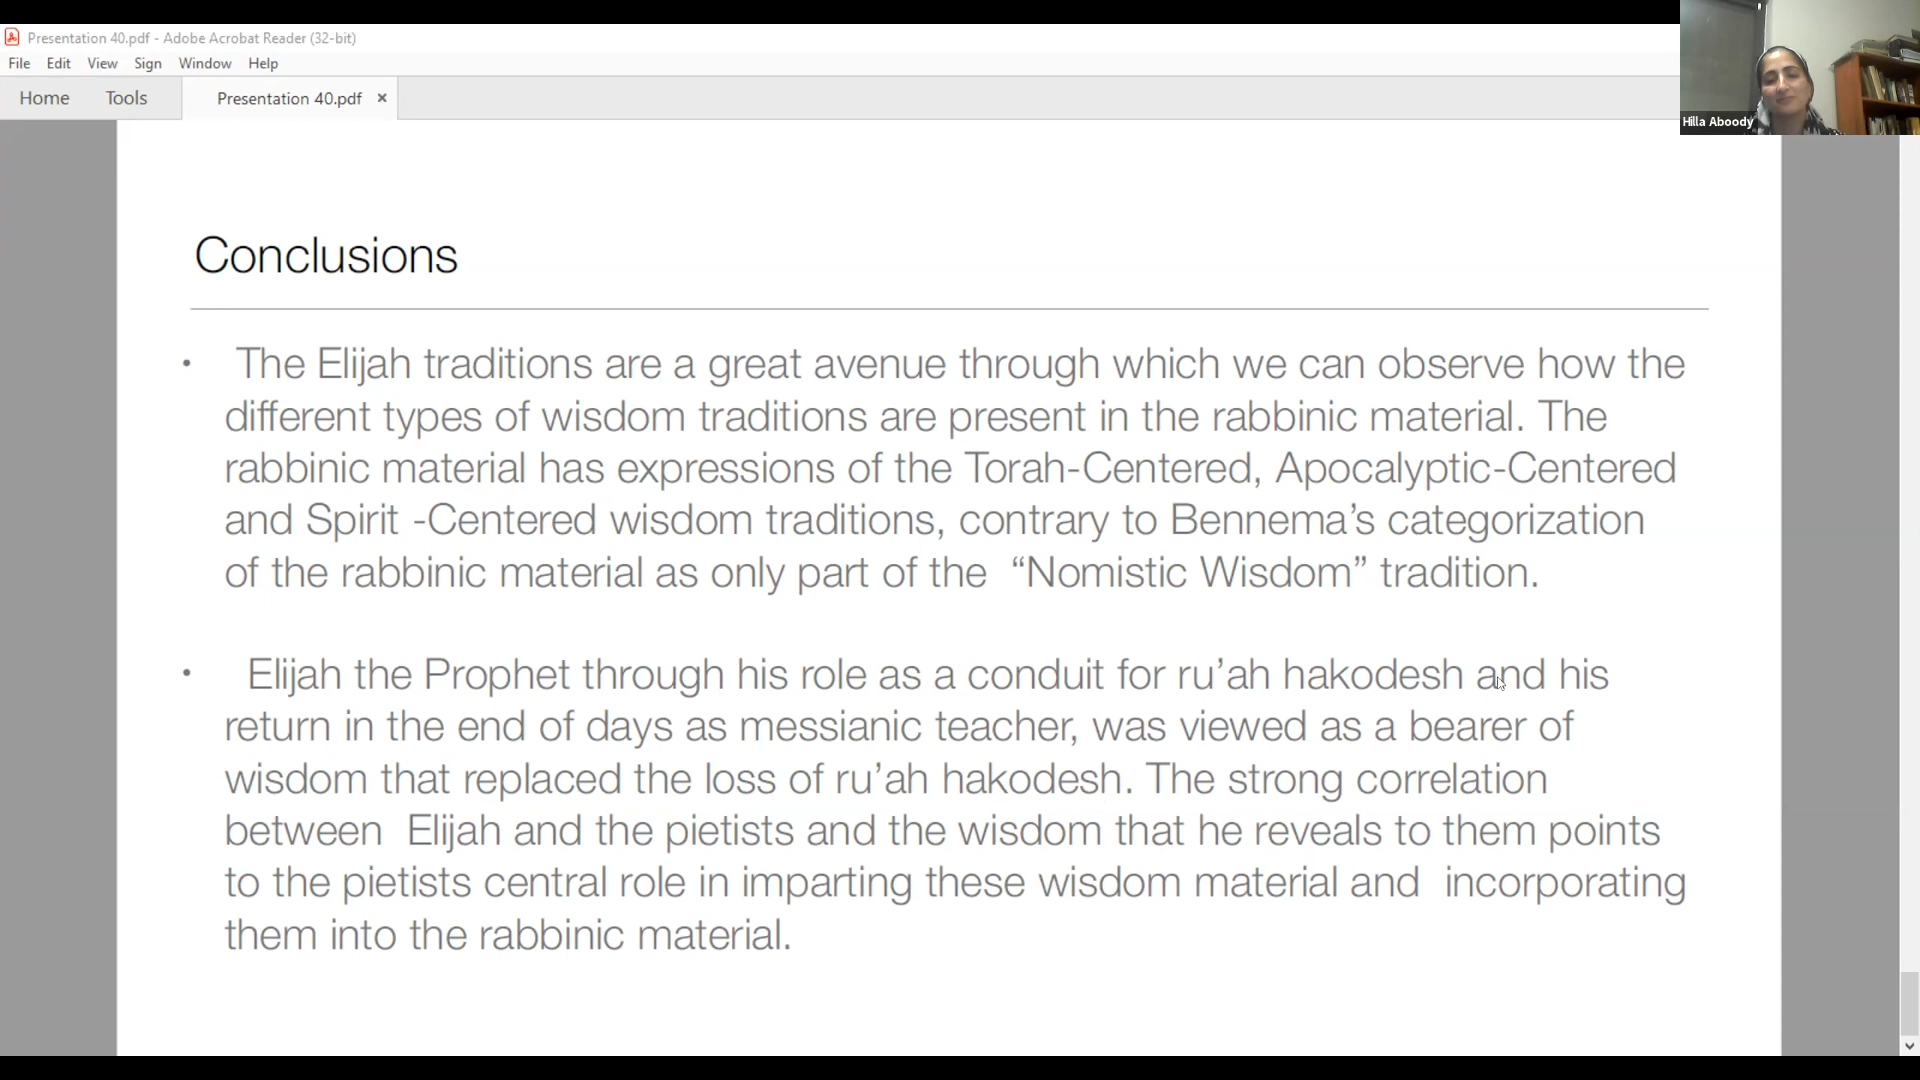 Presentation 40.pdf - Adobe Acrobat Reader (32-bit)
File Edit View Sign Window Help
Home Tools Presentation 40.pdf ×
Hilla Aboody
Conclusions
• The Elijah traditions are a great avenue through which we can observe how the
different types of wisdom traditions are present in the rabbinic material. The
rabbinic material has expressions of the Torah-Centered, Apocalyptic-Centered
and Spirit -Centered wisdom traditions, contrary to Bennema’s categorization
of the rabbinic material as only part of the “Nomistic Wisdom” tradition.
• Elijah the Prophet through his role as a conduit for ru’ah hakodesh and his
return in the end of days as messianic teacher, was viewed as a bearer of
wisdom that replaced the loss of ru’ah hakodesh. The strong correlation
between Elijah and the pietists and the wisdom that he reveals to them points
to the pietists central role in imparting these wisdom material and incorporating
them into the rabbinic material.